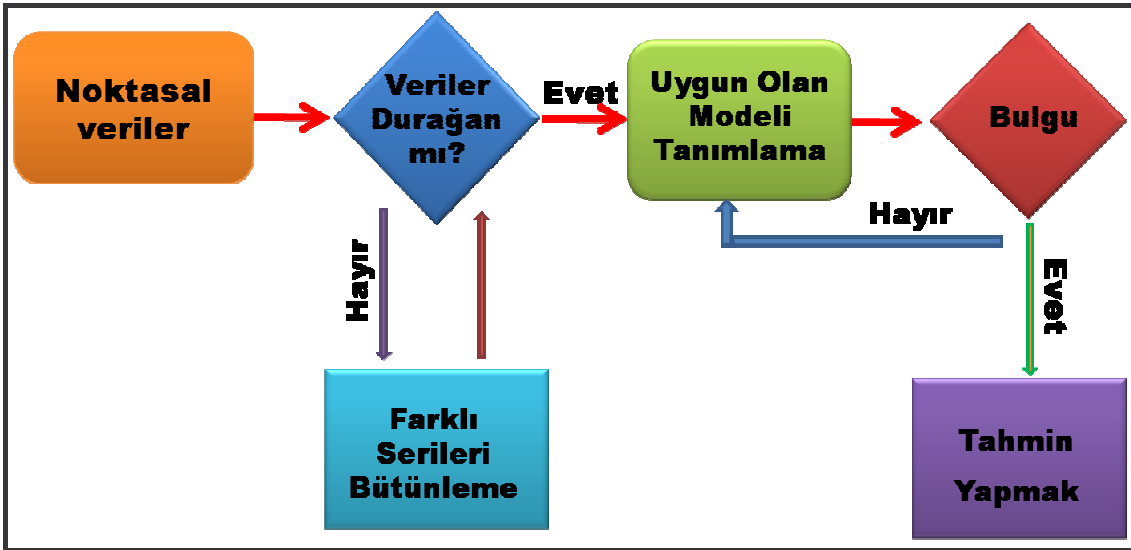 Noktasal
veriler
Veriler
Durağan
mı?
Evet
Uygun Olan
Modeli
Tanımlama
Bulgu
Hayır
Hayır
Evet
Farklı
Serileri
Bütünleme
Tahmin
Yapmak